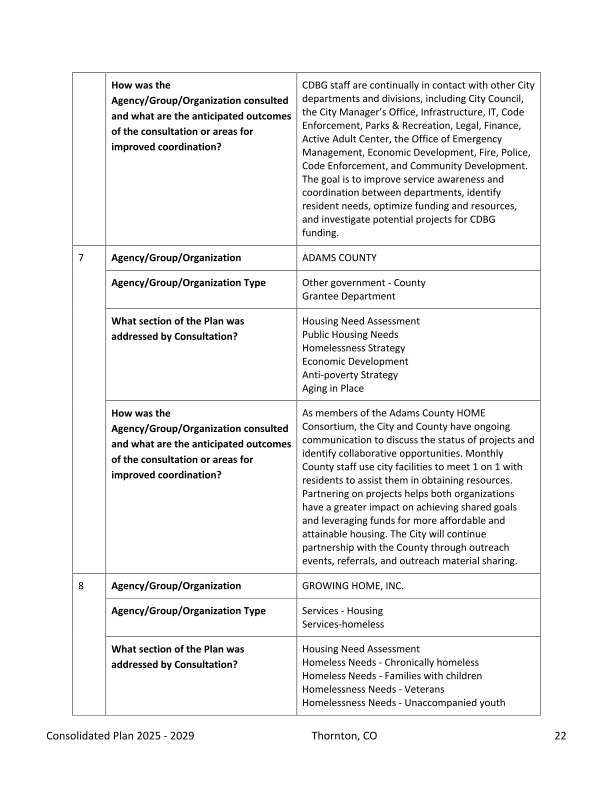 How was the
Agency/Group/Organization consulted
and what are the anticipated outcomes
of the consultation or areas for
improved coordination?
CDBG staff are continually in contact with other City
departments and divisions, including City Council,
the City Manager's Office, Infrastructure, IT, Code
Enforcement, Parks & Recreation, Legal, Finance,
Active Adult Center, the Office of Emergency
Management, Economic Development, Fire, Police,
Code Enforcement, and Community Development.
The goal is to improve service awareness and
coordination between departments, identify
resident needs, optimize funding and resources,
and investigate potential projects for CDBG
funding.
7
Agency/Group/Organization
ADAMS COUNTY
Agency/Group/Organization Type
Other government - County
Grantee Department
What section of the Plan was
addressed by Consultation?
Housing Need Assessment
Public Housing Needs
Homelessness Strategy
Economic Development
Anti-poverty Strategy
Aging in Place
How was the
Agency/Group/Organization consulted
and what are the anticipated outcomes
of the consultation or areas for
improved coordination?
As members of the Adams County HOME
Consortium, the City and County have ongoing
communication to discuss the status of projects and
identify collaborative opportunities. Monthly
County staff use city facilities to meet 1 on 1 with
residents to assist them in obtaining resources.
Partnering on projects helps both organizations
have a greater impact on achieving shared goals
and leveraging funds for more affordable and
attainable housing. The City will continue
partnership with the County through outreach
events, referrals, and outreach material sharing.
8
Agency/Group/Organization
GROWING HOME, INC.
Agency/Group/Organization Type
Services - Housing
Services-homeless
What section of the Plan was
addressed by Consultation?
Housing Need Assessment
Homeless Needs - Chronically homeless
Homeless Needs - Families with children
Homelessness Needs - Veterans
Homelessness Needs - Unaccompanied youth
Consolidated Plan 2025 - 2029
Thornton, CO
22